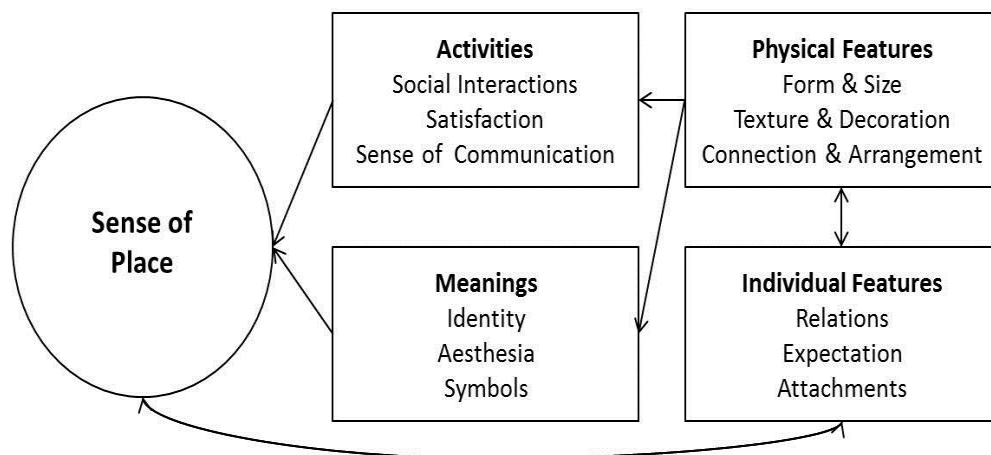 Sense of
Place
Activities
Social Interactions
Satisfaction
Sense of Communication
Physical Features
Form & Size
Texture & Decoration
Connection & Arrangement
Meanings
Identity
Aesthesia
Symbols
Individual Features
Relations
Expectation
Attachments